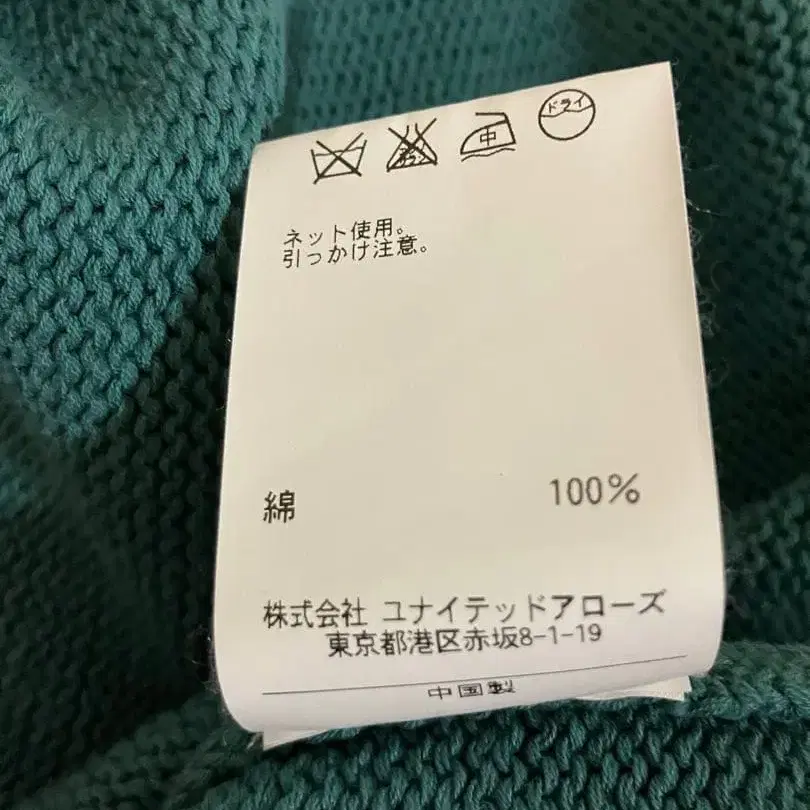 中 ドライ
ネット使用。
引っかけ注意。
綿 100%
株式会社 ユナイテッドアローズ
東京都港区赤坂8-1-19
中国製